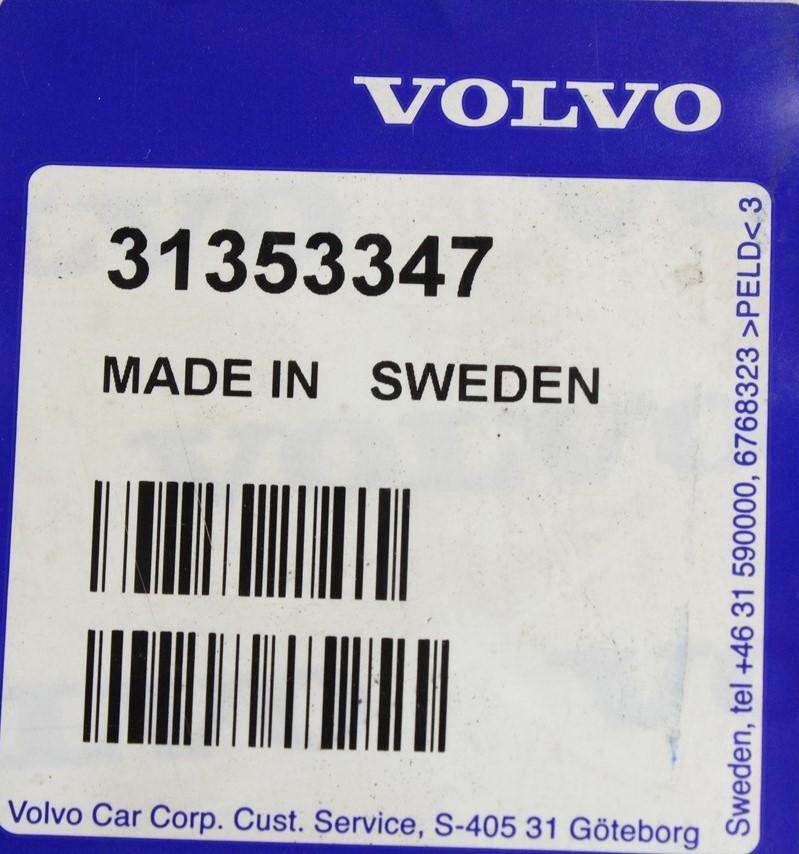 VOLVO
31353347
MADE IN SWEDEN
Volvo Car Corp. Cust. Service, S-405 31 Göteborg
Sweden, tel +46 31 590000, 6768323 >PELD<.3